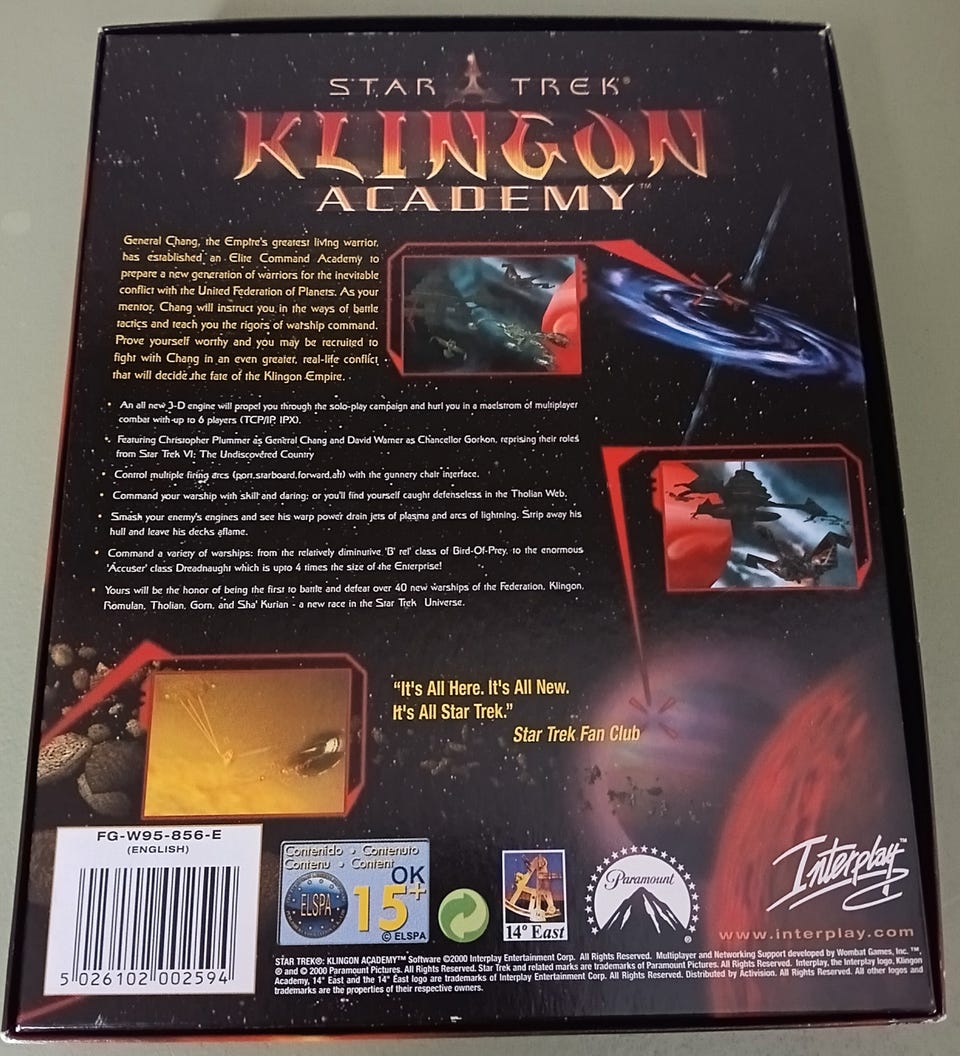 STAR TREK®
KLINGON
ACADEMY™
General Chang, the Empire's greatest living warrior,
has established an Elite Command Academy to
prepare a new generation of warriors for the inevitable
conflict with the United Federation of Planets. As your
mentor, Chang will instruct you in the ways of battle
tactics and teach you the rigors of warship command.
Prove yourself worthy and you may be recruited to
fight with Chang in an even greater, real-life conflict
that will decide the fate of the Klingon Empire.
• An all new 3-D engine will propel you through the solo-play campaign and hurl you in a maelstrom of multiplayer
combat with up to 6 players (TCP/IP, IPX).
• Featuring Christopher Plummer as General Chang and David Warner as Chancellor Gorkon, reprising their roles
from Star Trek VI: The Undiscovered Country
• Control multiple firing arcs (port,starboard,forward,aft) with the gunnery chair interface.
• Command your warship with skill and daring; or you'll find yourself caught defenseless in the Tholian Web.
• Smash your enemy's engines and see his warp power drain jets of plasma and arcs of lightning. Strip away his
hull and leave his decks aflame.
• Command a variety of warships: from the relatively diminutive 'B' rel' class of Bird-Of-Prey, to the enormous
'Accuser' class Dreadnaught which is upto 4 times the size of the Enterprise!
• Yours will be the honor of being the first to battle and defeat over 40 new warships of the Federation, Klingon,
Romulan, Tholian, Gorn, and Sha' Kurian - a new race in the Star Trek Universe.
“It's All Here. It's All New.
It's All Star Trek.”
Star Trek Fan Club
FG-W95-856-E
(ENGLISH)
5 026102 002594
Contenido • Contenuto
Contenu • Content
OK
ELSPA
15+
© ELSPA
14° East
Paramount
®
Interplay™
www.interplay.com
STAR TREK®: KLINGON ACADEMY™ Software ©2000 Interplay Entertainment Corp. All Rights Reserved. Multiplayer and Networking Support developed by Wombat Games, Inc. ™,
® and © 2000 Paramount Pictures. All Rights Reserved. Star Trek and related marks are trademarks of Paramount Pictures. All Rights Reserved. Interplay, the Interplay logo, Klingon
Academy, 14° East and the 14° East logo are trademarks of Interplay Entertainment Corp. All Rights Reserved. Distributed by Activision. All Rights Reserved. All other logos and
trademarks are the properties of their respective owners.